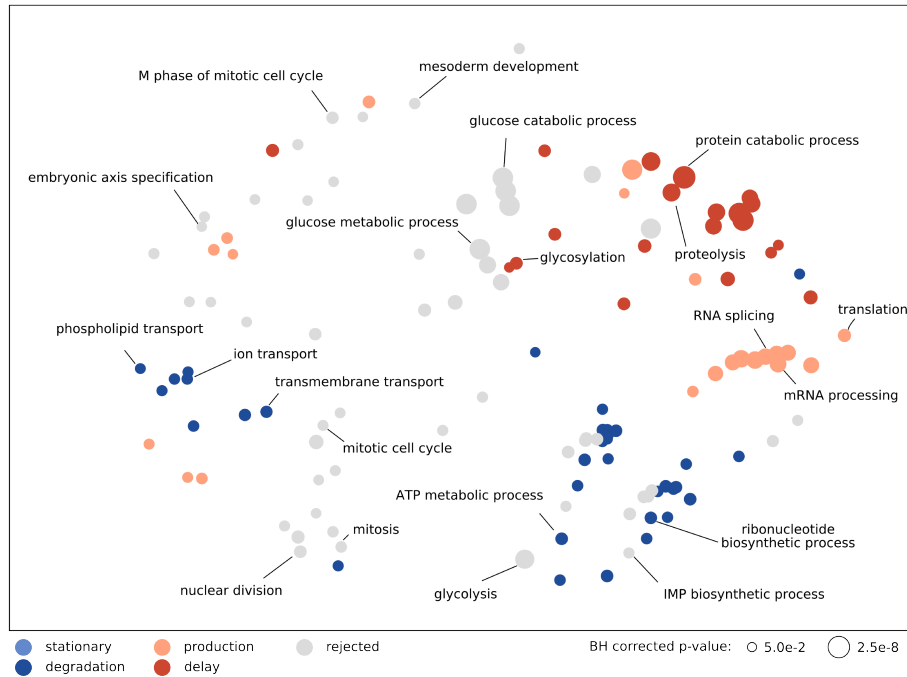 mesoderm development
M phase of mitotic cell cycle
glucose catabolic process
protein catabolic process
embryonic axis specification
glucose metabolic process
proteolysis
glycosylation
translation
RNA splicing
phospholipid transport
ion transport
transmembrane transport
mRNA processing
mitotic cell cycle
ATP metabolic process
mitosis
ribonucleotide
biosynthetic process
nuclear division
glycolysis
IMP biosynthetic process
stationary production rejected BH corrected p-value: 5.0e-2 2.5e-8
degradation delay